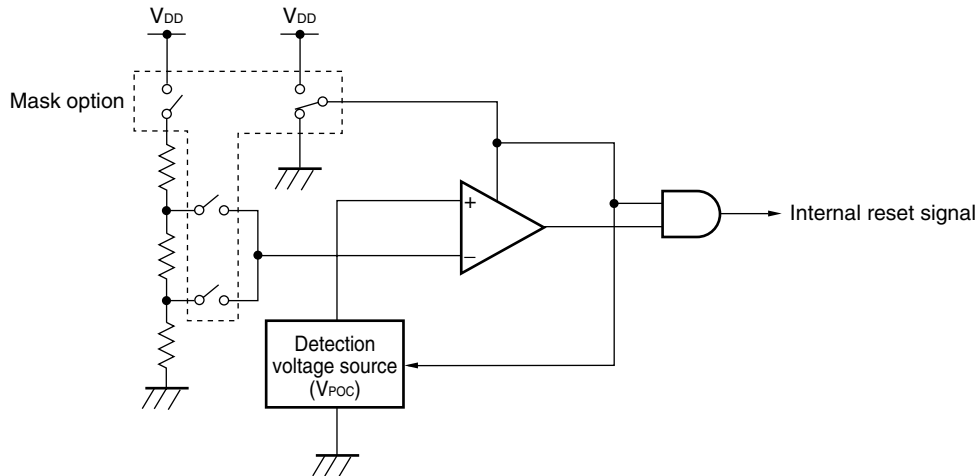 VDD
VDD
Mask option
+
−
Internal reset signal
Detection
voltage source
(VPOC)